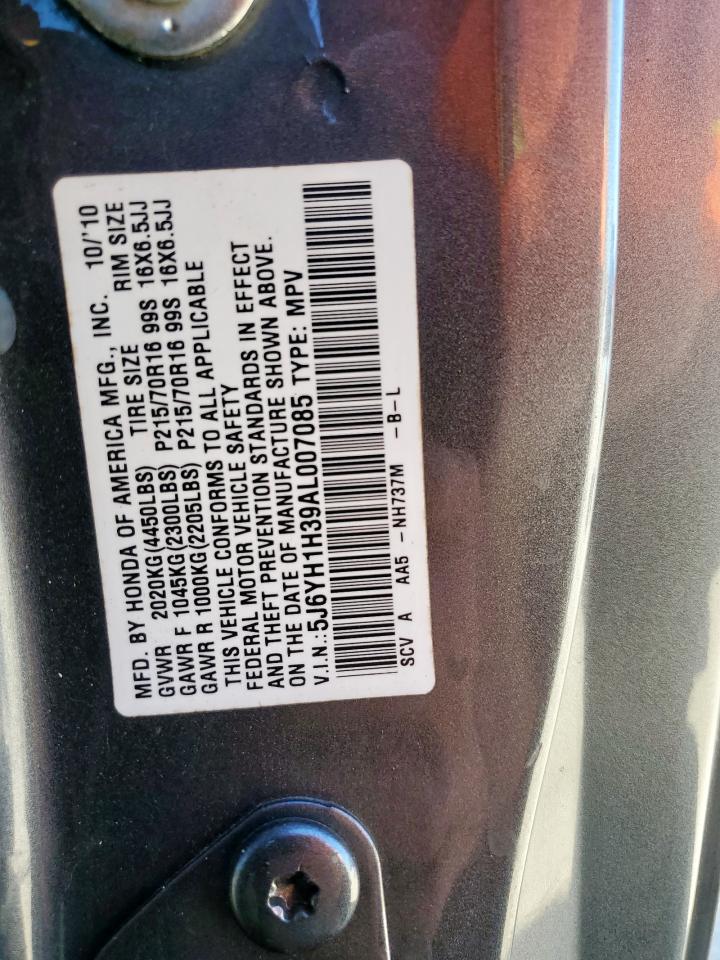 MFD. BY HONDA OF AMERICA MFG., INC. 10/'10
GVWR 2020KG(4450LBS) TIRE SIZE RIM SIZE
GAWR F 1045KG(2300LBS) P215/70R16 99S 16X6.5JJ
GAWR R 1000KG(2205LBS) P215/70R16 99S 16X6.5JJ
THIS VEHICLE CONFORMS TO ALL APPLICABLE
FEDERAL MOTOR VEHICLE SAFETY
AND THEFT PREVENTION STANDARDS IN EFFECT
ON THE DATE OF MANUFACTURE SHOWN ABOVE.
V.I.N.:5J6YH1H39AL007085 TYPE: MPV
SCV A AA5 -NH737M -B-L